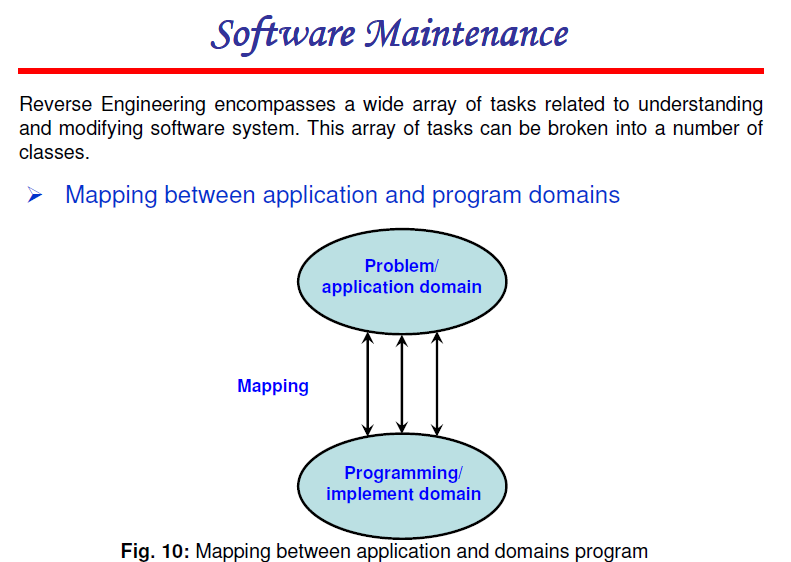 Software Maintenance
Reverse Engineering encompasses a wide array of tasks related to understanding
and modifying software system. This array of tasks can be broken into a number of
classes.
➢ Mapping between application and program domains
Problem/
application domain
Mapping
Programming/
implement domain
Fig. 10: Mapping between application and domains program